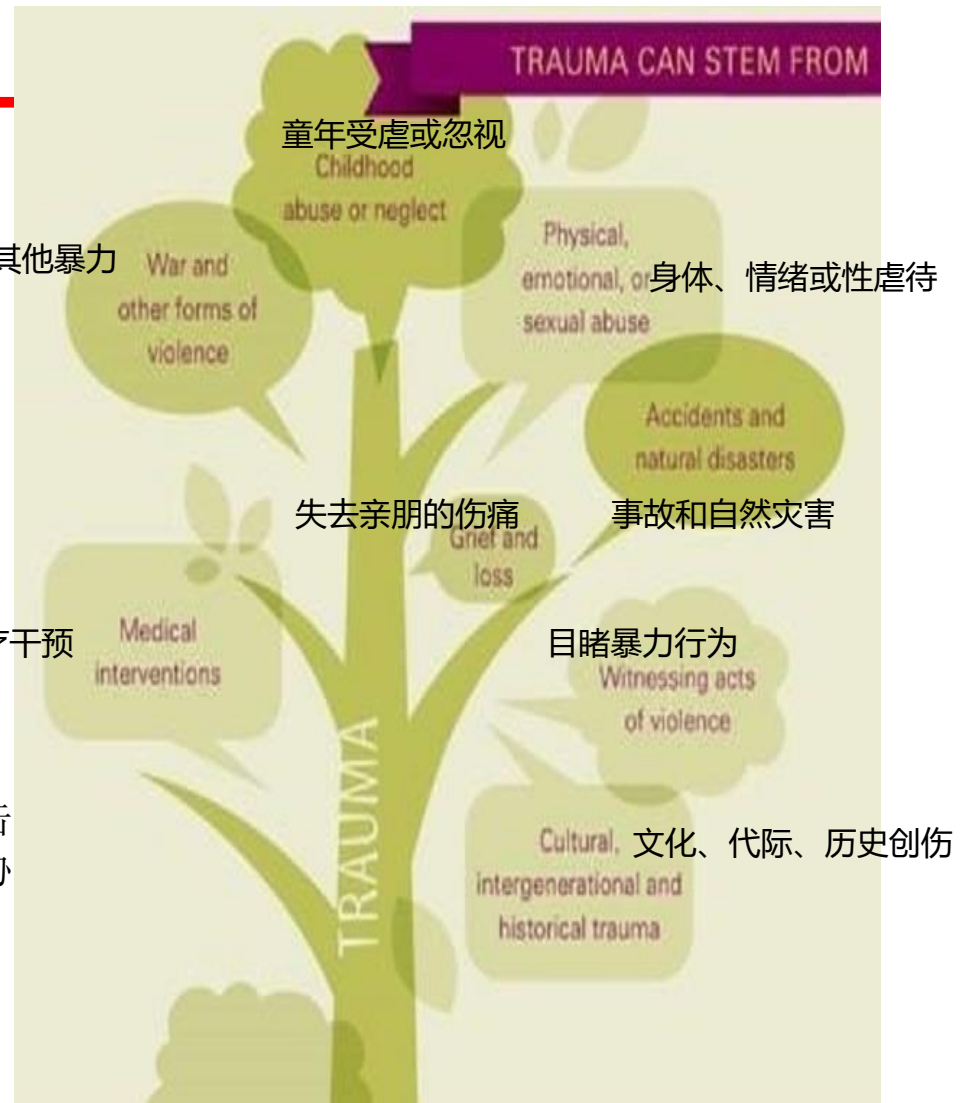 TRAUMA CAN STEM FROM
童年受虐或忽视
Childhood
abuse or neglect
其他暴力
War and
other forms of
violence
Physical,
emotional, or
sexual abuse
身体、情绪或性虐待
Accidents and
natural disasters
失去亲朋的伤痛
事故和自然灾害
Grief and
loss
干预
Medical
interventions
目睹暴力行为
Witnessing acts
of violence
TRAUMA
Cultural,
intergenerational and
historical trauma
文化、代际、历史创伤